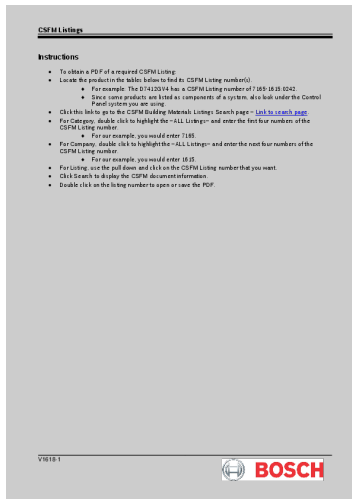 CSFM Listings
Instructions
• To obtain a PDF of a required CSFM Listing:
• Locate the product in the tables below to find its CSFM Listing number(s).
• For example: The D7412GV4 has a CSFM Listing number of 7165-1615:0242.
• Since some products are listed as components of a system, also look under the Control
Panel system you are using.
• Click this link to go to the CSFM Building Materials Listings Search page – Link to search page.
• For Category, double click to highlight the –ALL Listings– and enter the first four numbers of the
CSFM Listing number.
• For our example, you would enter 7165.
• For Company, double click to highlight the –ALL Listings– and enter the next four numbers of the
CSFM Listing number.
• For our example, you would enter 1615.
• For Listing, use the pull down and click on the CSFM Listing number that you want.
• Click Search to display the CSFM document information.
• Double click on the listing number to open or save the PDF.
V1616-1
BOSCH